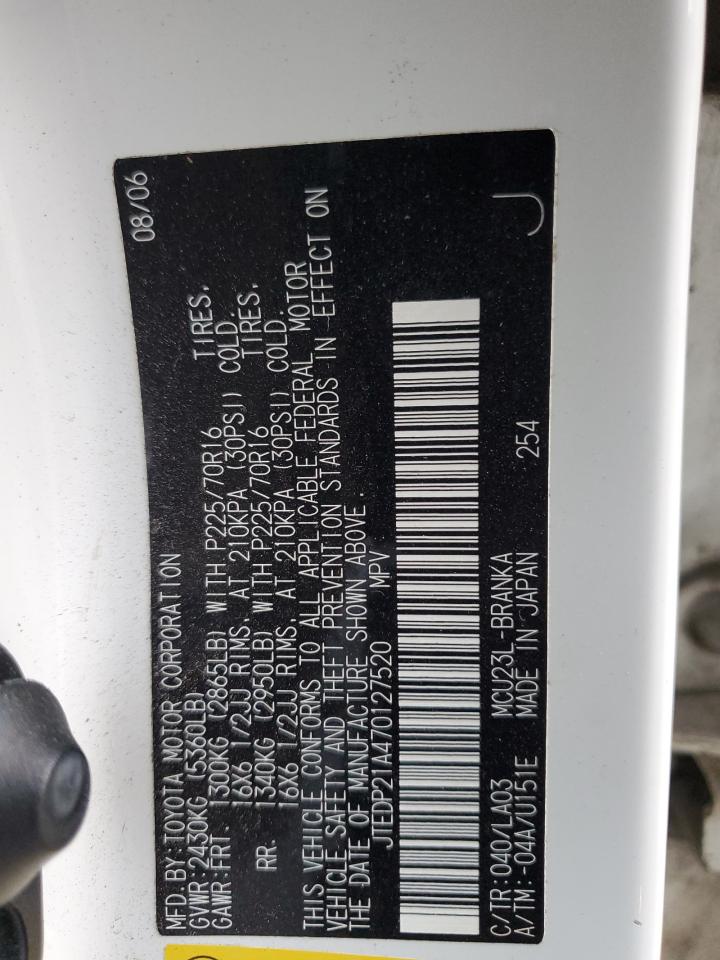 MFD.BY:TOYOTA MOTOR CORPORATION 08/06
GVWR:2430KG (5360LB)
GAWR:FRT. 1300KG (2865LB) WITH P225/70R16 TIRES.
16X6 1/2JJ RIMS. AT 210KPA (30PSI) COLD.
RR. 1340KG (2950LB) WITH P225/70R16 TIRES.
16X6 1/2JJ RIMS. AT 210KPA (30PSI) COLD.
THIS VEHICLE CONFORMS TO ALL APPLICABLE FEDERAL MOTOR
VEHICLE SAFETY AND THEFT PREVENTION STANDARDS IN EFFECT ON
THE DATE OF MANUFACTURE SHOWN ABOVE.
JTEDP21A470127520 MPV
C/TR:040/LA03 MCU23L-BRANKA 254
A/TM:-04A/U151E MADE IN JAPAN
J